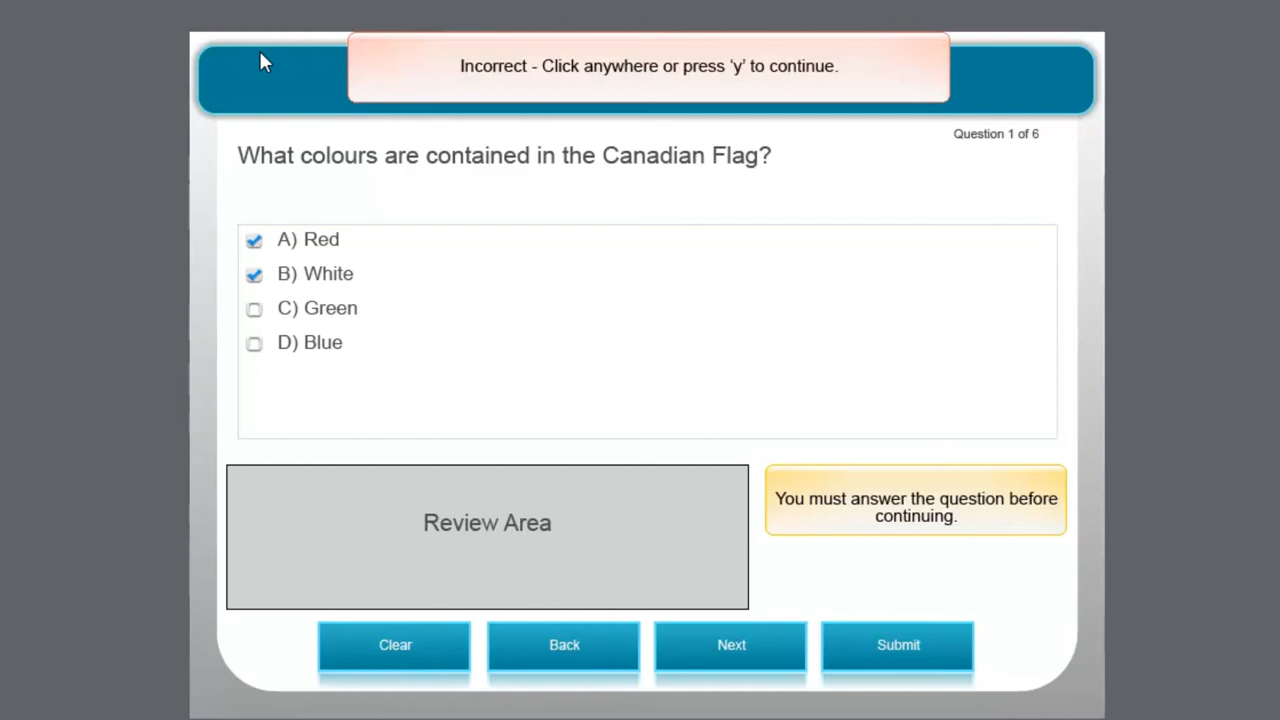 Incorrect - Click anywhere or press ‘y’ to continue.
Question 1 of 6
What colours are contained in the Canadian Flag?
A) Red
B) White
C) Green
D) Blue
Review Area
You must answer the question before
continuing.
Clear
Back
Next
Submit